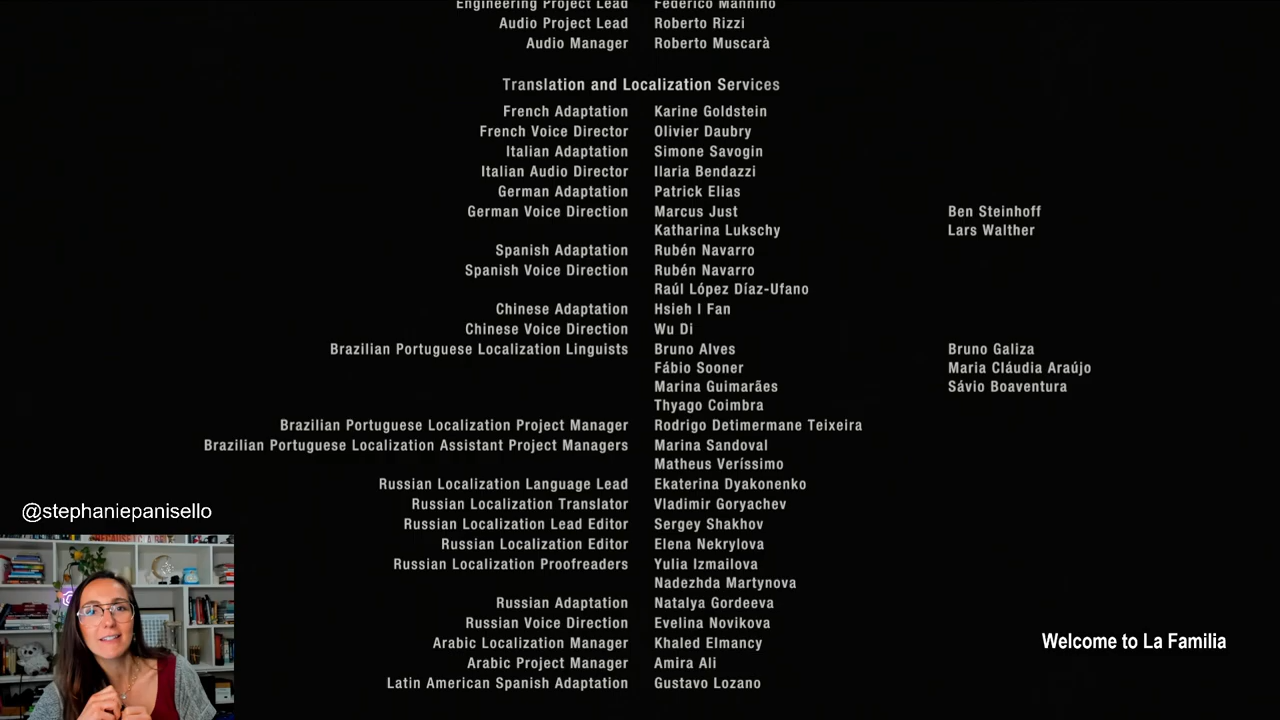 Engineering Project Lead Federico Mannino
Audio Project Lead Roberto Rizzi
Audio Manager Roberto Muscarà
Translation and Localization Services
French Adaptation Karine Goldstein
French Voice Director Olivier Daubry
Italian Adaptation Simone Savogin
Italian Audio Director Ilaria Bendazzi
German Adaptation Patrick Elias
German Voice Direction Marcus Just Ben Steinhoff
Katharina Lukschy Lars Walther
Spanish Adaptation Rubén Navarro
Spanish Voice Direction Rubén Navarro
Raúl López Díaz-Ufano
Chinese Adaptation Hsieh I Fan
Chinese Voice Direction Wu Di
Brazilian Portuguese Localization Linguists Bruno Alves Bruno Galiza
Fábio Sooner Maria Cláudia Araújo
Marina Guimarães Sávio Boaventura
Thyago Coimbra
Brazilian Portuguese Localization Project Manager Rodrigo Detimermane Teixeira
Brazilian Portuguese Localization Assistant Project Managers Marina Sandoval
Matheus Veríssimo
Russian Localization Language Lead Ekaterina Dyakonenko
Russian Localization Translator Vladimir Goryachev
Russian Localization Lead Editor Sergey Shakhov
Russian Localization Editor Elena Nekrylova
Russian Localization Proofreaders Yulia Izmailova
Nadezhda Martynova
Russian Adaptation Natalya Gordeeva
Russian Voice Direction Evelina Novikova
Arabic Localization Manager Khaled Elmancy
Arabic Project Manager Amira Ali
Latin American Spanish Adaptation Gustavo Lozano
@stephaniepanisello
Welcome to La Familia